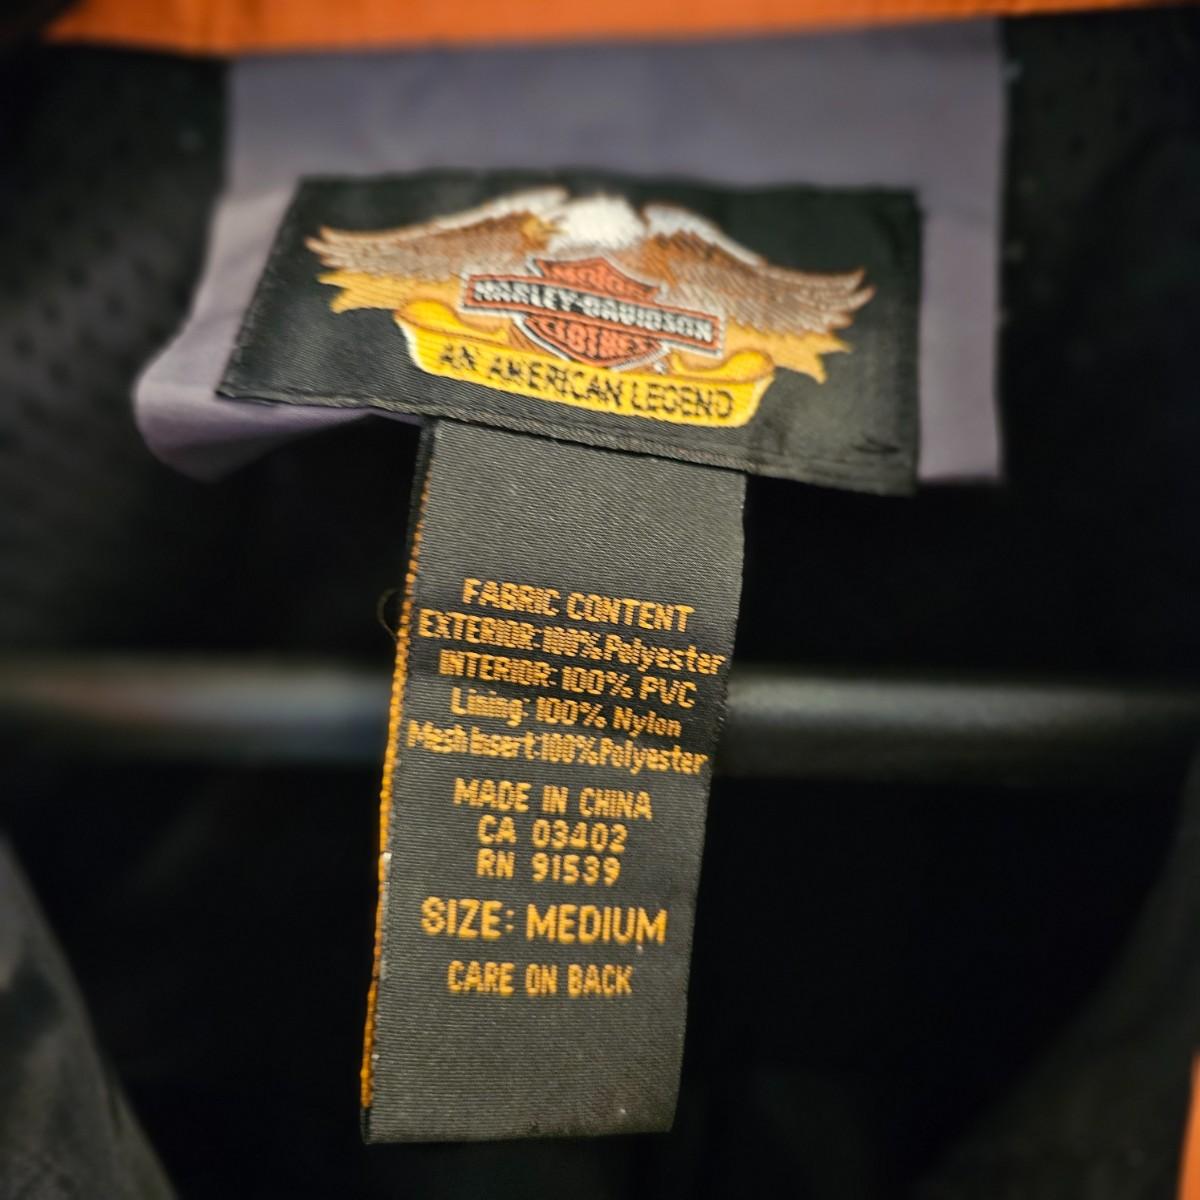 MOTOR
HARLEY-DAVIDSON
CLOTHES
AN AMERICAN LEGEND
FABRIC CONTENT
EXTERIOR: 100% Polyester
INTERIOR: 100% PVC
Lining: 100% Nylon
Mesh Insert: 100% Polyester
MADE IN CHINA
CA 03402
RN 91539
SIZE: MEDIUM
CARE ON BACK